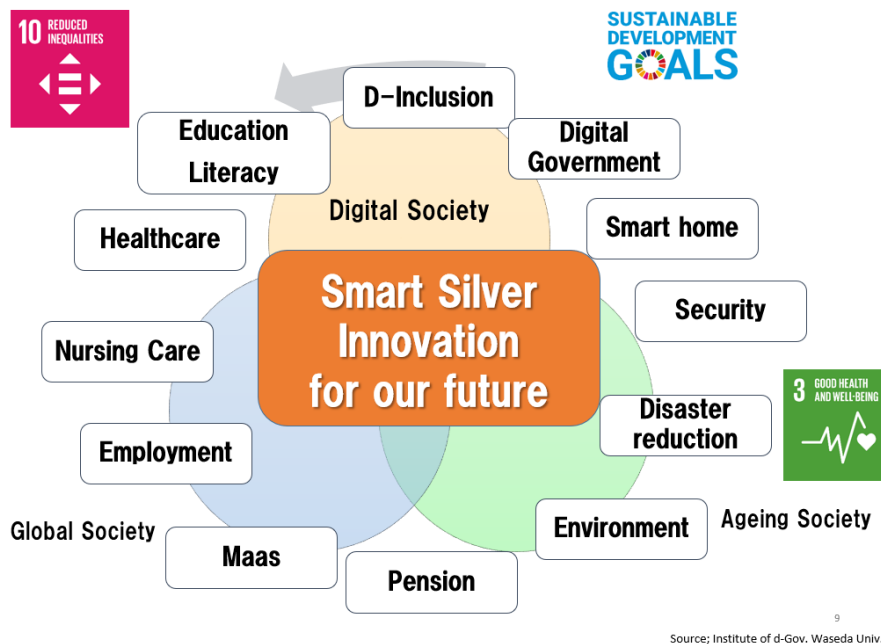 10 REDUCED
INEQUALITIES
SUSTAINABLE
DEVELOPMENT
GOALS
D-Inclusion
Education
Literacy
Digital
Government
Digital Society
Healthcare
Smart home
Smart Silver
Innovation
for our future
Security
Nursing Care
3 GOOD HEALTH
AND WELL-BEING
Disaster
reduction
Employment
Global Society
Environment
Ageing Society
Maas
Pension
9
Source; Institute of d-Gov. Waseda Univ